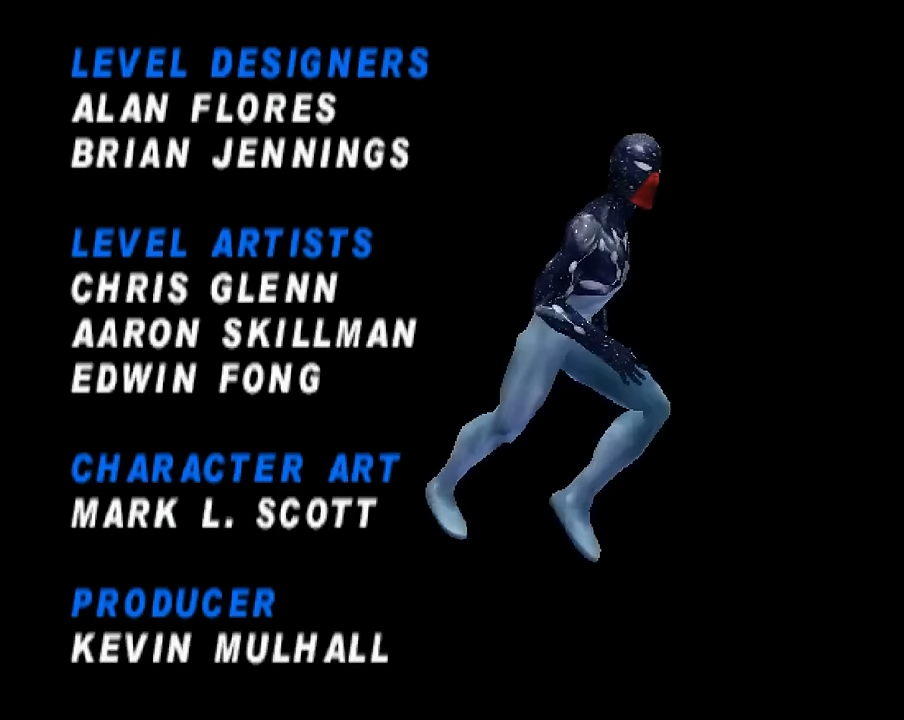 LEVEL DESIGNERS
ALAN FLORES
BRIAN JENNINGS
LEVEL ARTISTS
CHRIS GLENN
AARON SKILLMAN
EDWIN FONG
CHARACTER ART
MARK L. SCOTT
PRODUCER
KEVIN MULHALL